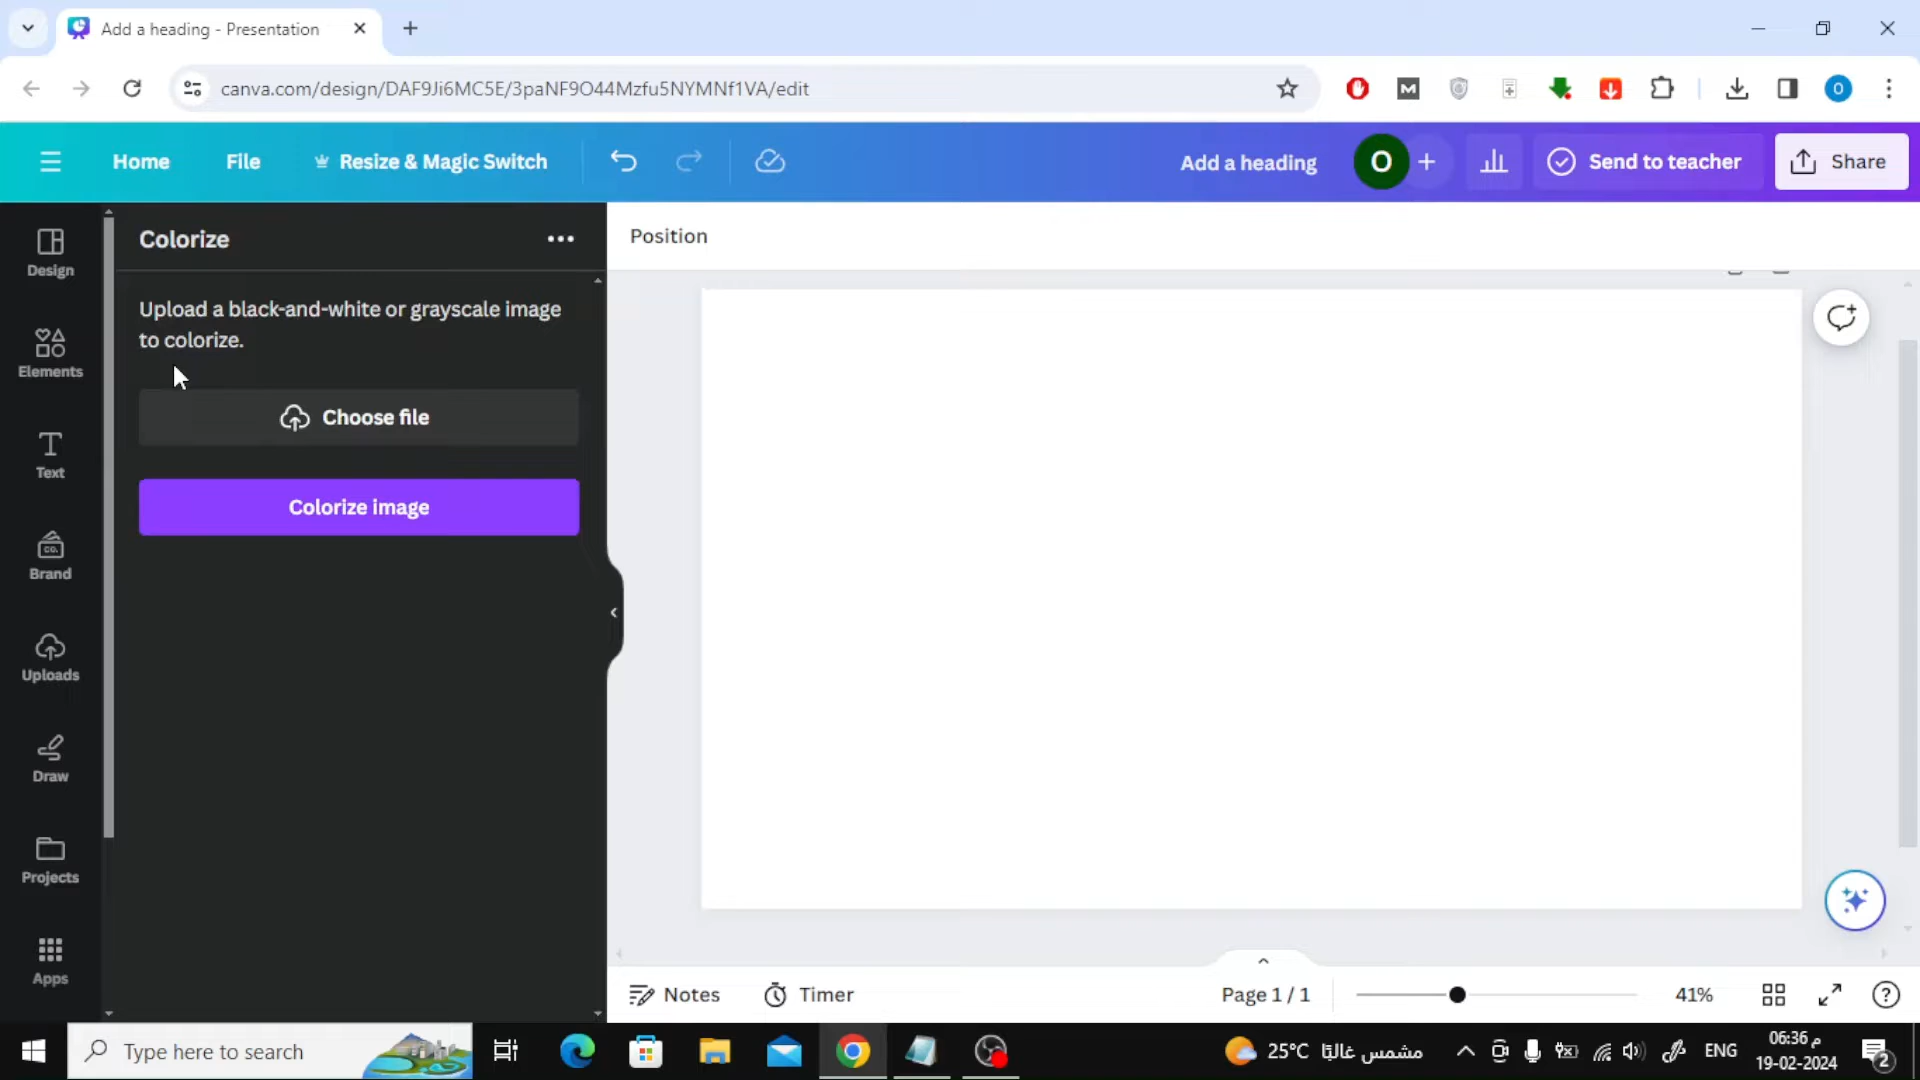 Add a heading - Presentation
canva.com/design/DAF9Ji6MC5E/3paNF9O44Mzfu5NYMNf1VA/edit
Home
File
Resize & Magic Switch
Add a heading
O
Send to teacher
Share
Design
Elements
Text
CO.
Brand
Uploads
Draw
Projects
Apps
Colorize
Upload a black-and-white or grayscale image
to colorize.
Choose file
Colorize image
Position
Notes
Timer
Page 1 / 1
41%
Type here to search
25°C مشمس غالبًا
ENG
06:36 م
19-02-2024
2